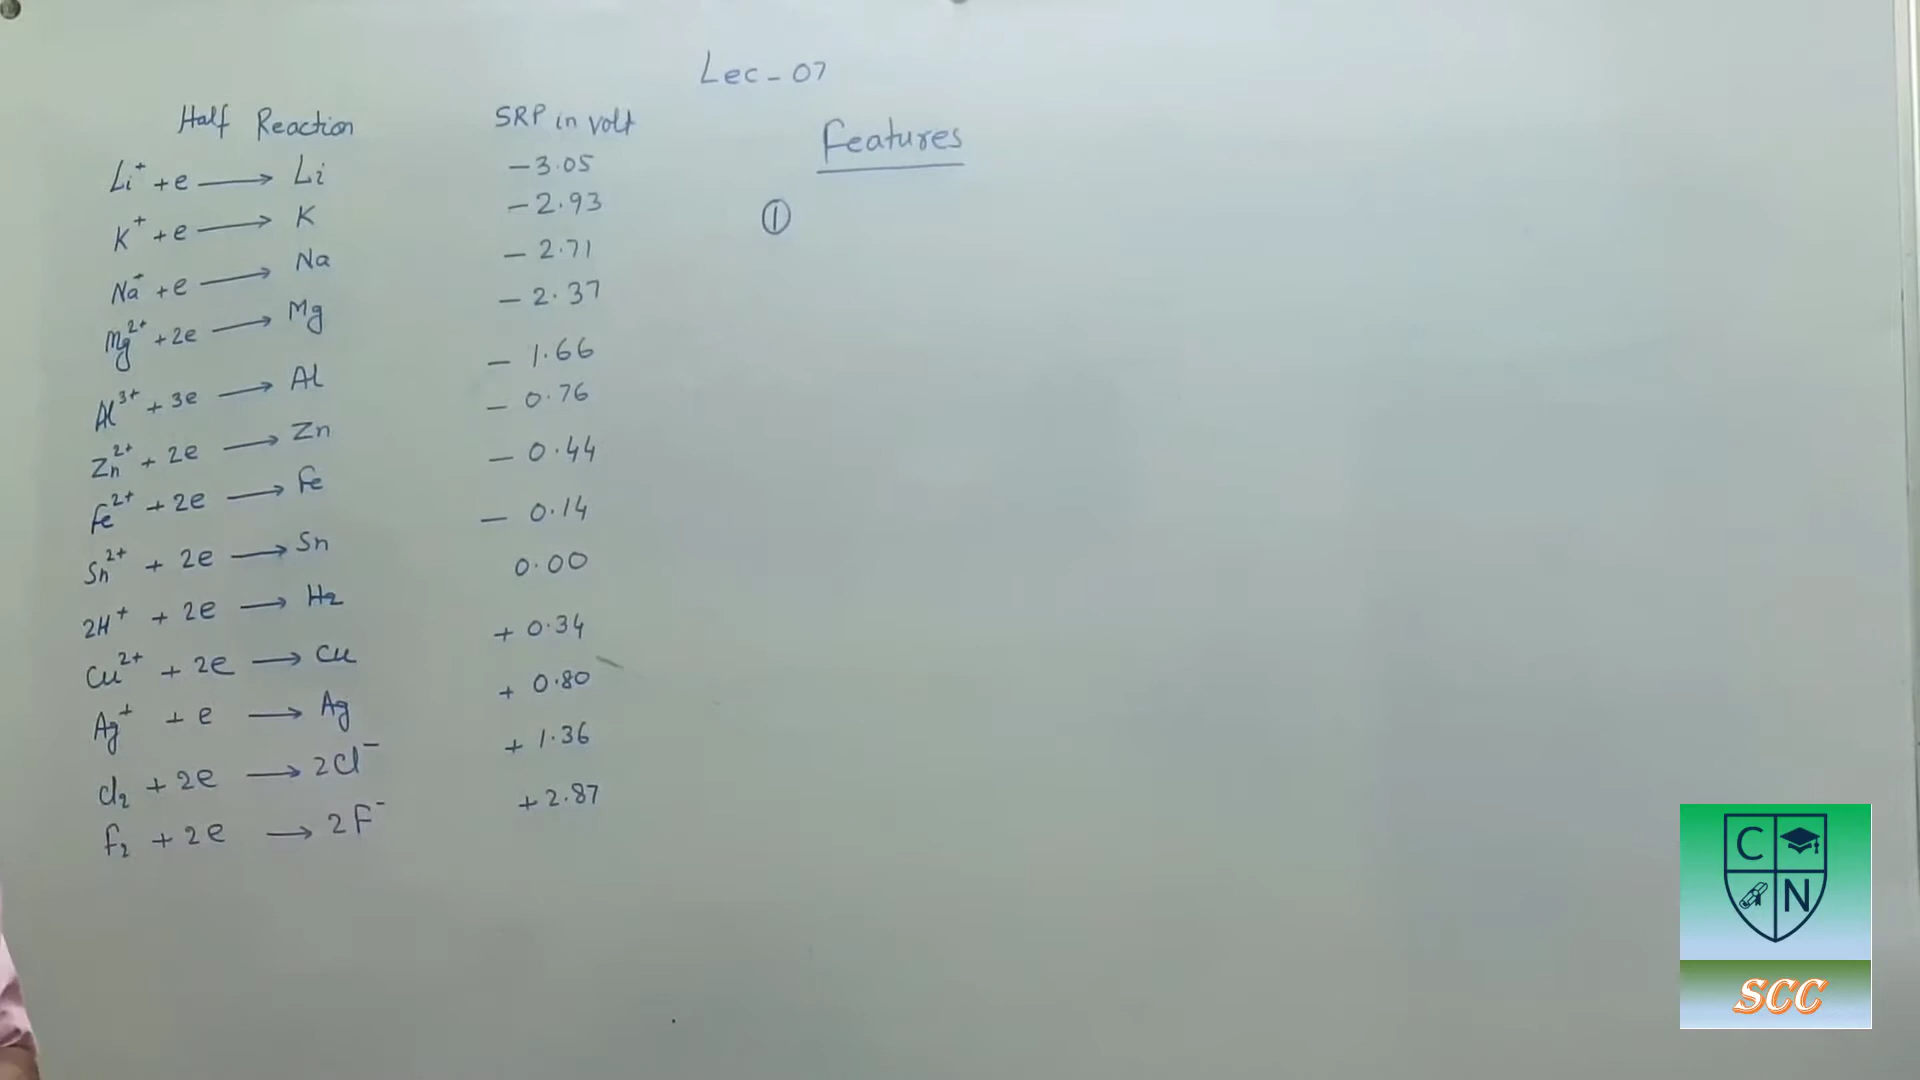 Lec - 07
Half Reaction SRP in volt
Li⁺ + e ⟶ Li − 3.05
K⁺ + e ⟶ K − 2.93
Na⁺ + e ⟶ Na − 2.71
Mg²⁺ + 2e ⟶ Mg − 2.37
Al³⁺ + 3e ⟶ Al − 1.66
Zn²⁺ + 2e ⟶ Zn − 0.76
Fe²⁺ + 2e ⟶ Fe − 0.44
Sn²⁺ + 2e ⟶ Sn − 0.14
2H⁺ + 2e ⟶ H₂ 0.00
Cu²⁺ + 2e ⟶ Cu + 0.34
Ag⁺ + e ⟶ Ag + 0.80
Cl₂ + 2e ⟶ 2Cl⁻ + 1.36
F₂ + 2e ⟶ 2F⁻ + 2.87
Features
①
C
N
SCC